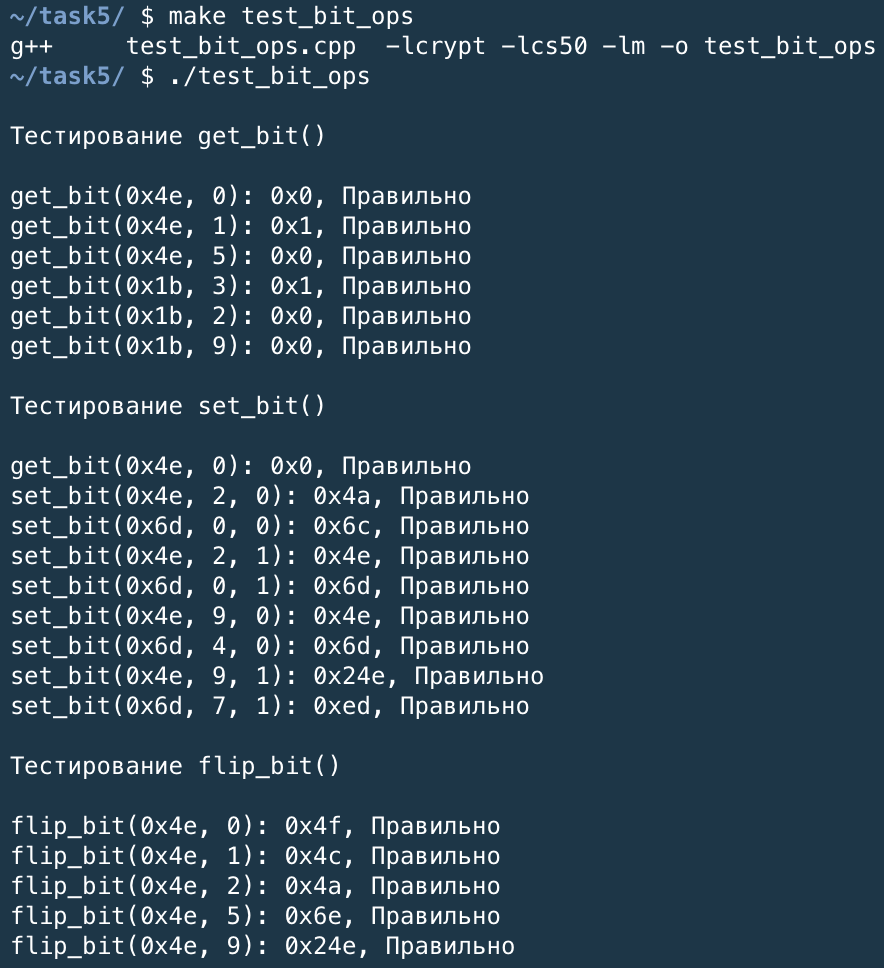 ~/task5/ $ make test_bit_ops
g++     test_bit_ops.cpp  -lcrypt -lcs50 -lm -o test_bit_ops
~/task5/ $ ./test_bit_ops
Тестирование get_bit()
get_bit(0x4e, 0): 0x0, Правильно
get_bit(0x4e, 1): 0x1, Правильно
get_bit(0x4e, 5): 0x0, Правильно
get_bit(0x1b, 3): 0x1, Правильно
get_bit(0x1b, 2): 0x0, Правильно
get_bit(0x1b, 9): 0x0, Правильно
Тестирование set_bit()
get_bit(0x4e, 0): 0x0, Правильно
set_bit(0x4e, 2, 0): 0x4a, Правильно
set_bit(0x6d, 0, 0): 0x6c, Правильно
set_bit(0x4e, 2, 1): 0x4e, Правильно
set_bit(0x6d, 0, 1): 0x6d, Правильно
set_bit(0x4e, 9, 0): 0x4e, Правильно
set_bit(0x6d, 4, 0): 0x6d, Правильно
set_bit(0x4e, 9, 1): 0x24e, Правильно
set_bit(0x6d, 7, 1): 0xed, Правильно
Тестирование flip_bit()
flip_bit(0x4e, 0): 0x4f, Правильно
flip_bit(0x4e, 1): 0x4c, Правильно
flip_bit(0x4e, 2): 0x4a, Правильно
flip_bit(0x4e, 5): 0x6e, Правильно
flip_bit(0x4e, 9): 0x24e, Правильно